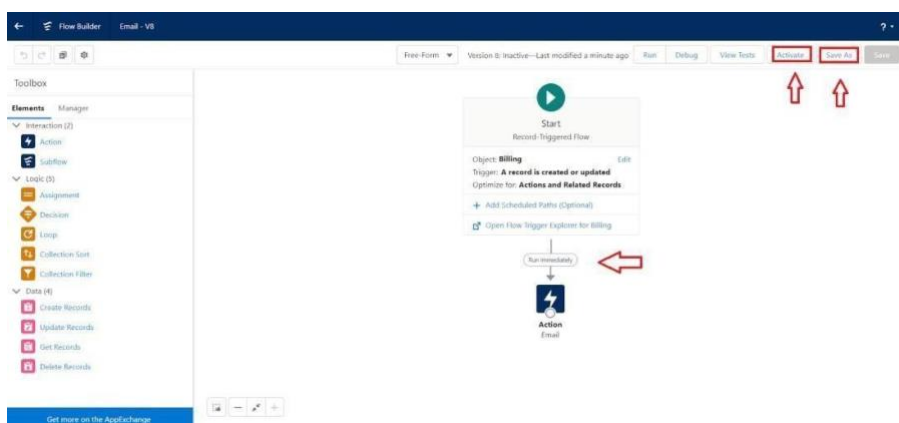 Flow Builder Email - V8
?
Free-Form Version 8: Inactive—Last modified a minute ago Run Debug View Tests Activate Save As Save
Toolbox
Elements Manager
Interaction (2)
Action
Subflow
Logic (5)
Assignment
Decision
Loop
Collection Sort
Collection Filter
Data (4)
Create Records
Update Records
Get Records
Delete Records
Get more on the AppExchange
Start
Record-Triggered Flow
Object: Billing Edit
Trigger: A record is created or updated
Optimize for: Actions and Related Records
+ Add Scheduled Paths (Optional)
Open Flow Trigger Explorer for Billing
Run Immediately
Action
Email